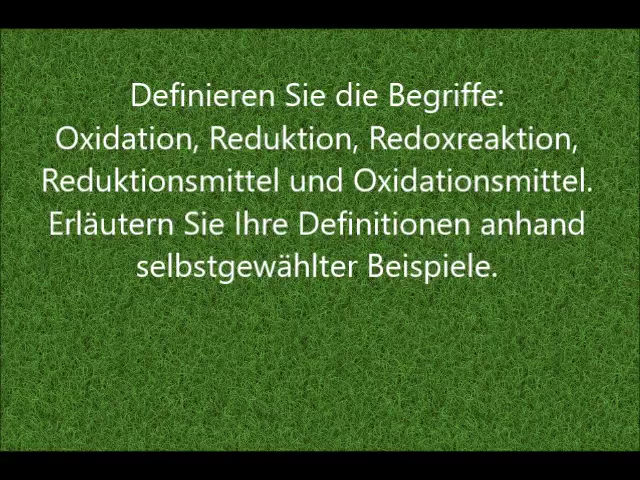 Definieren Sie die Begriffe:
Oxidation, Reduktion, Redoxreaktion,
Reduktionsmittel und Oxidationsmittel.
Erläutern Sie Ihre Definitionen anhand
selbstgewählter Beispiele.